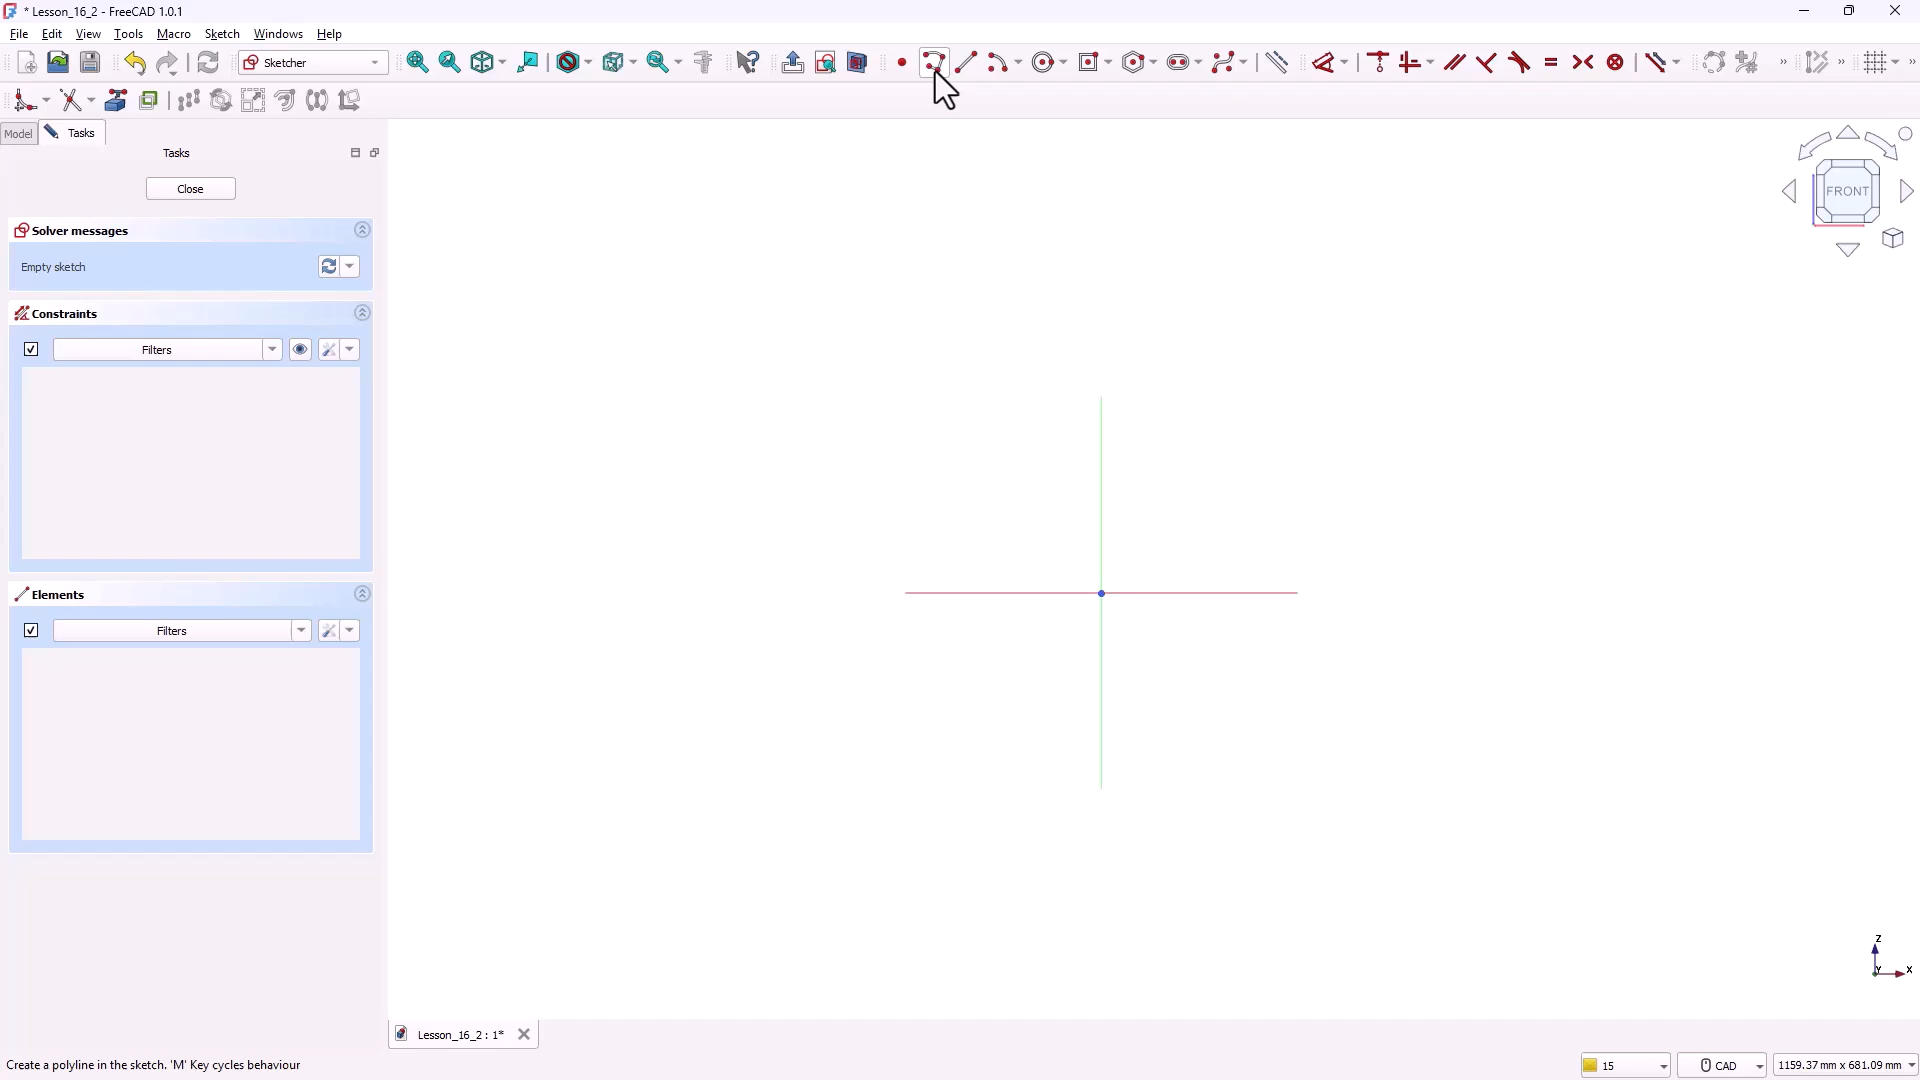 * Lesson_16_2 - FreeCAD 1.0.1
File Edit View Tools Macro Sketch Windows Help
Sketcher
Model Tasks
Tasks
Close
Solver messages
Empty sketch
Constraints
Filters
Elements
Filters
FRONT
Z
Y X
Lesson_16_2 : 1*
Create a polyline in the sketch. 'M' Key cycles behaviour
15 CAD 1159.37 mm x 681.09 mm